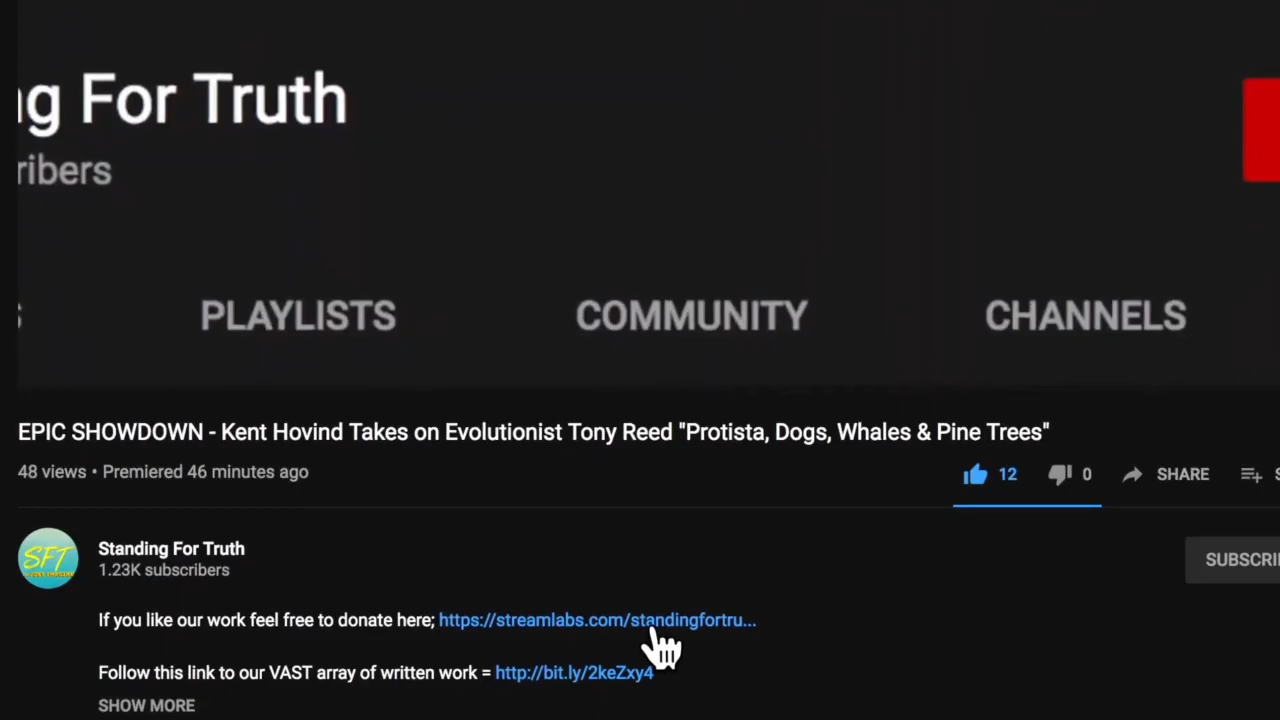 ng For Truth
ribers
PLAYLISTS COMMUNITY CHANNELS
EPIC SHOWDOWN - Kent Hovind Takes on Evolutionist Tony Reed "Protista, Dogs, Whales & Pine Trees"
48 views • Premiered 46 minutes ago
12 0 SHARE S
SFT
Standing For Truth
1.23K subscribers
SUBSCRI
If you like our work feel free to donate here; https://streamlabs.com/standingfortru...
Follow this link to our VAST array of written work = http://bit.ly/2keZxy4
SHOW MORE